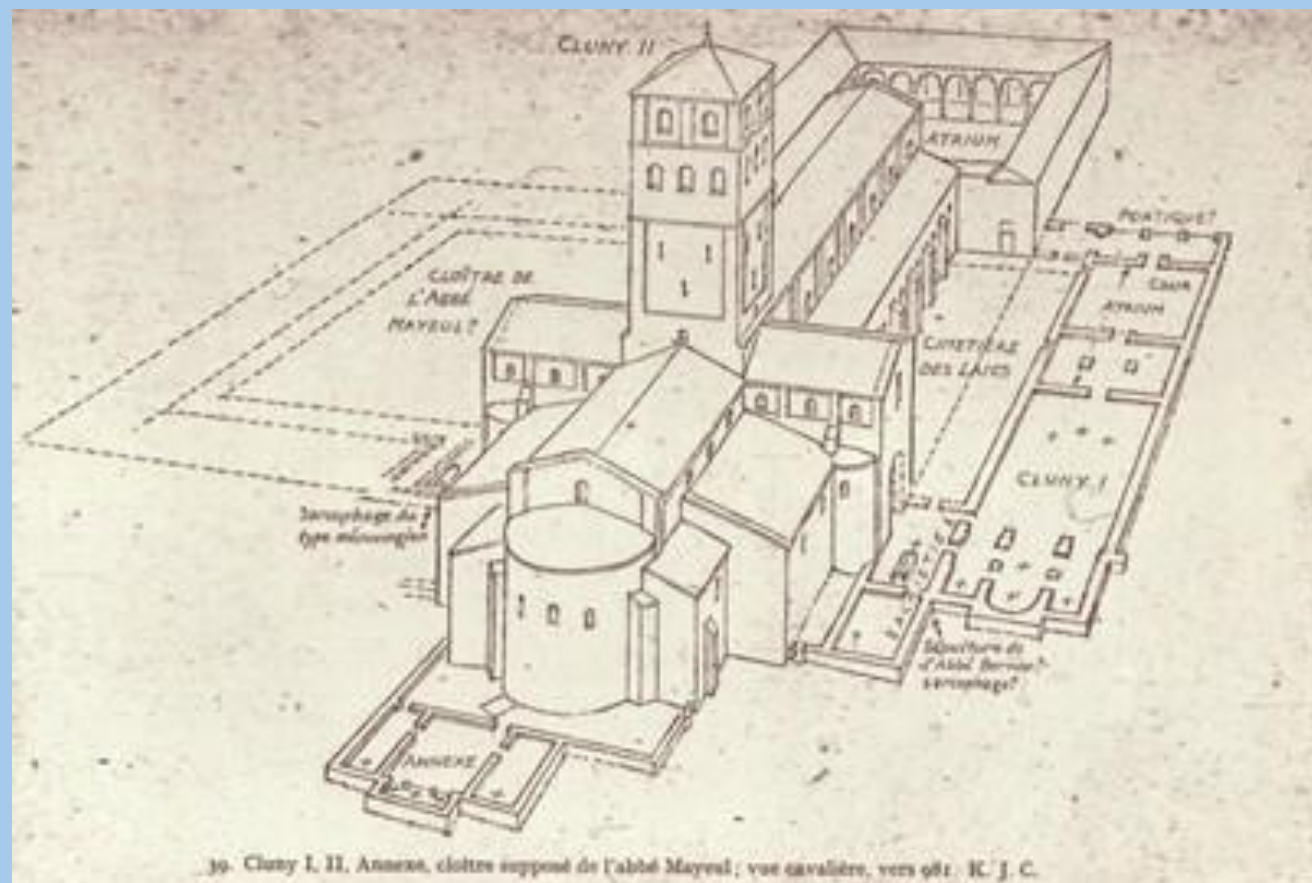 CLUNY II
ATRIUM
PORTIQUE?
COUR
ATRIUM
CLOÎTRE DE
L'ABBÉ
MAYEUL?
CIMETIÈRE
DES LAÏCS
CLUNY I
Sarcophage du ?
type mérovingien
SACRISTIE
Sépulture de
l'Abbé Bernon?
sarcophage?
ANNEXE
39. Cluny I, II, Annexe, cloître supposé de l'abbé Mayeul; vue cavalière, vers 981. K. J. C.